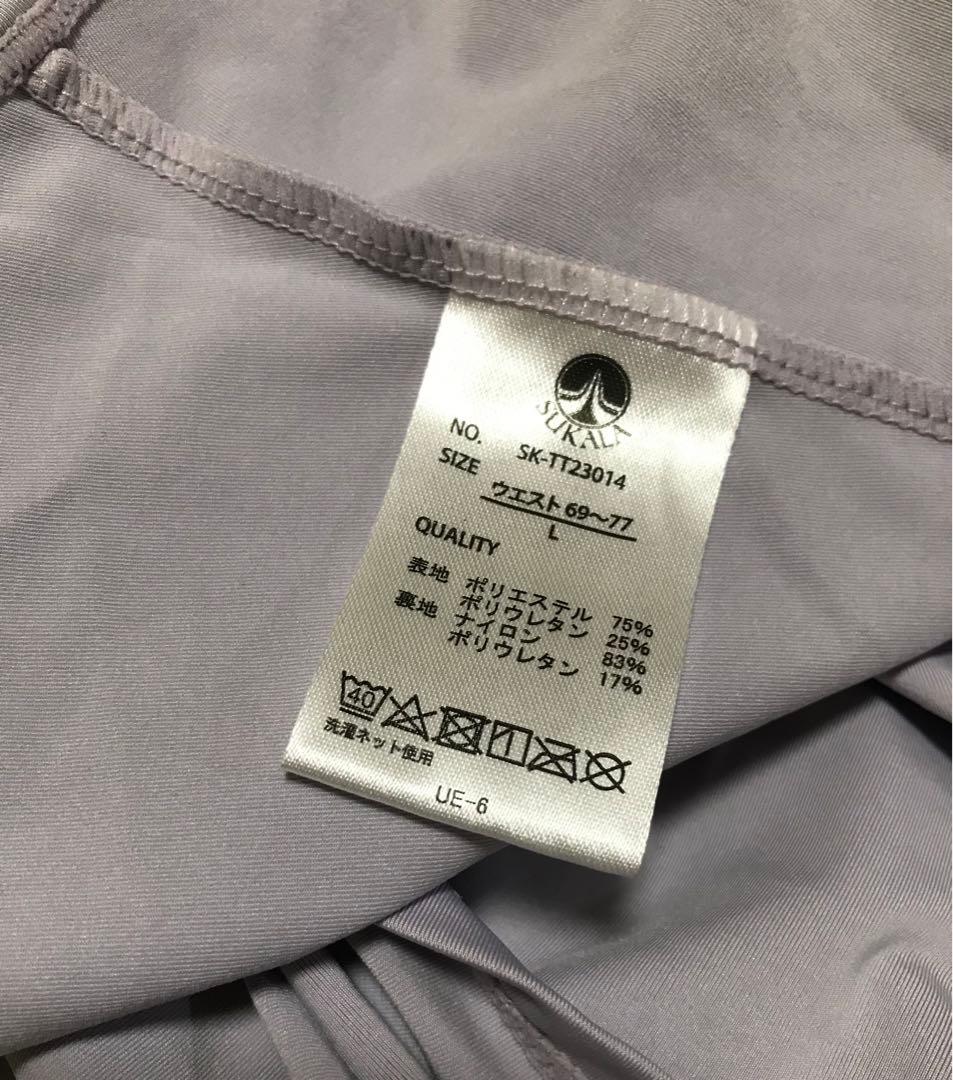 SUKALA
NO. SK-TT23014
SIZE ウエスト69〜77
L
QUALITY
表地 ポリエステル 75%
ポリウレタン 25%
裏地 ナイロン 83%
ポリウレタン 17%
40
洗濯ネット使用
UE-6